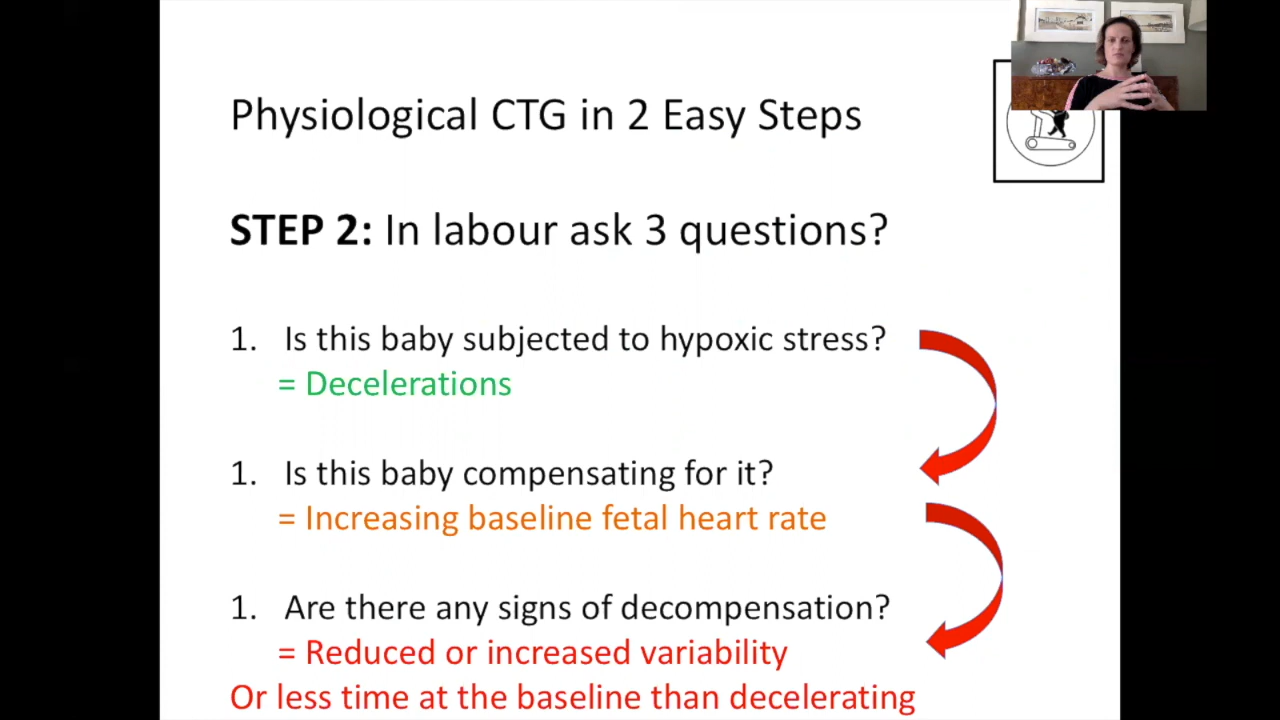 Physiological CTG in 2 Easy Steps
STEP 2: In labour ask 3 questions?
1. Is this baby subjected to hypoxic stress?
= Decelerations
1. Is this baby compensating for it?
= Increasing baseline fetal heart rate
1. Are there any signs of decompensation?
= Reduced or increased variability
Or less time at the baseline than decelerating